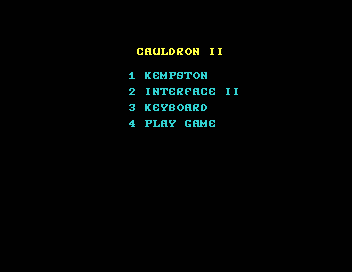 CAULDRON II
1 KEMPSTON
2 INTERFACE II
3 KEYBOARD
4 PLAY GAME